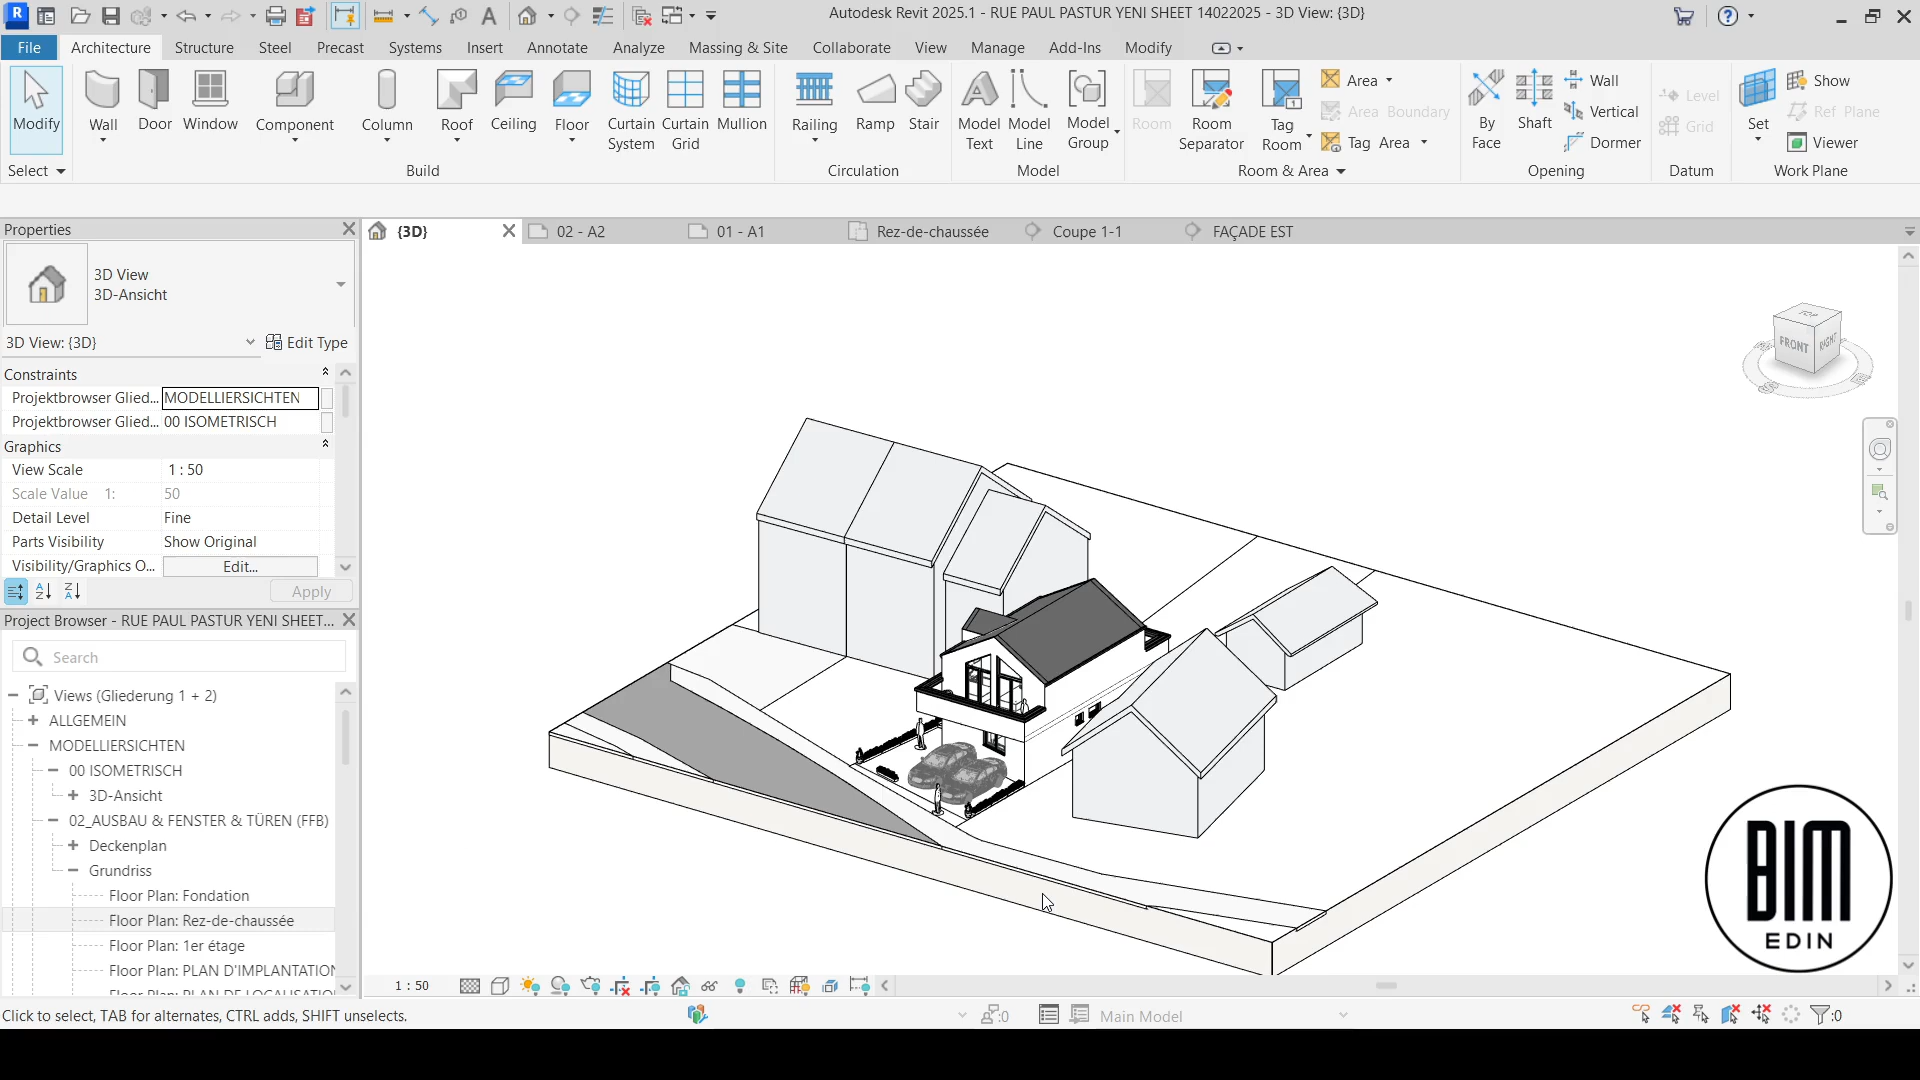 Autodesk Revit 2025.1 - RUE PAUL PASTUR YENI SHEET 14022025 - 3D View: {3D}
File Architecture Structure Steel Precast Systems Insert Annotate Analyze Massing & Site Collaborate View Manage Add-Ins Modify
Modify Wall Door Window Component Column Roof Ceiling Floor Curtain System Curtain Grid Mullion Railing Ramp Stair Model Text Model Line Model Group Room Room Separator Tag Room
Area
Area Boundary
Tag Area
By Face Shaft
Wall
Vertical
Dormer
Level
Grid
Set
Show
Ref Plane
Viewer
Select Build Circulation Model Room & Area Opening Datum Work Plane
Properties
{3D} 02 - A2 01 - A1 Rez-de-chaussée Coupe 1-1 FAÇADE EST
3D View
3D-Ansicht
3D View: {3D} Edit Type
Constraints
Projektbrowser Glied... MODELLIERSICHTEN
Projektbrowser Glied... 00 ISOMETRISCH
Graphics
View Scale 1 : 50
Scale Value 1: 50
Detail Level Fine
Parts Visibility Show Original
Visibility/Graphics O... Edit...
Apply
Project Browser - RUE PAUL PASTUR YENI SHEET...
Search
Views (Gliederung 1 + 2)
ALLGEMEIN
MODELLIERSICHTEN
00 ISOMETRISCH
3D-Ansicht
02_AUSBAU & FENSTER & TÜREN (FFB)
Deckenplan
Grundriss
Floor Plan: Fondation
Floor Plan: Rez-de-chaussée
Floor Plan: 1er étage
Floor Plan: PLAN D'IMPLANTATION
Floor Plan: PLAN DE LOCALISATIO
TOP
FRONT RIGHT
BIM
EDIN
1 : 50
Click to select, TAB for alternates, CTRL adds, SHIFT unselects.
:0
Main Model
:0